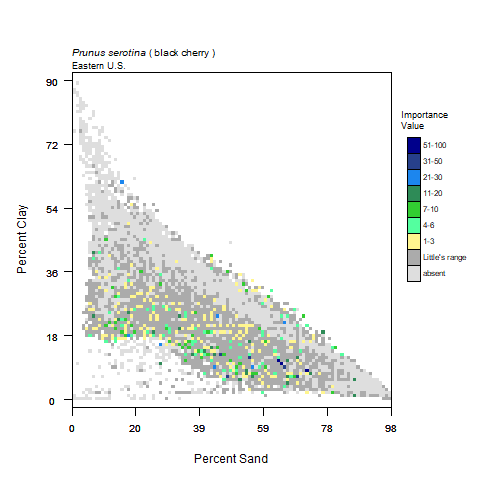 Prunus serotina ( black cherry )
Eastern U.S.
90
72
54
36
18
0
Percent Clay
0
20
39
59
78
98
Percent Sand
Importance
Value
51-100
31-50
21-30
11-20
7-10
4-6
1-3
Little's range
absent